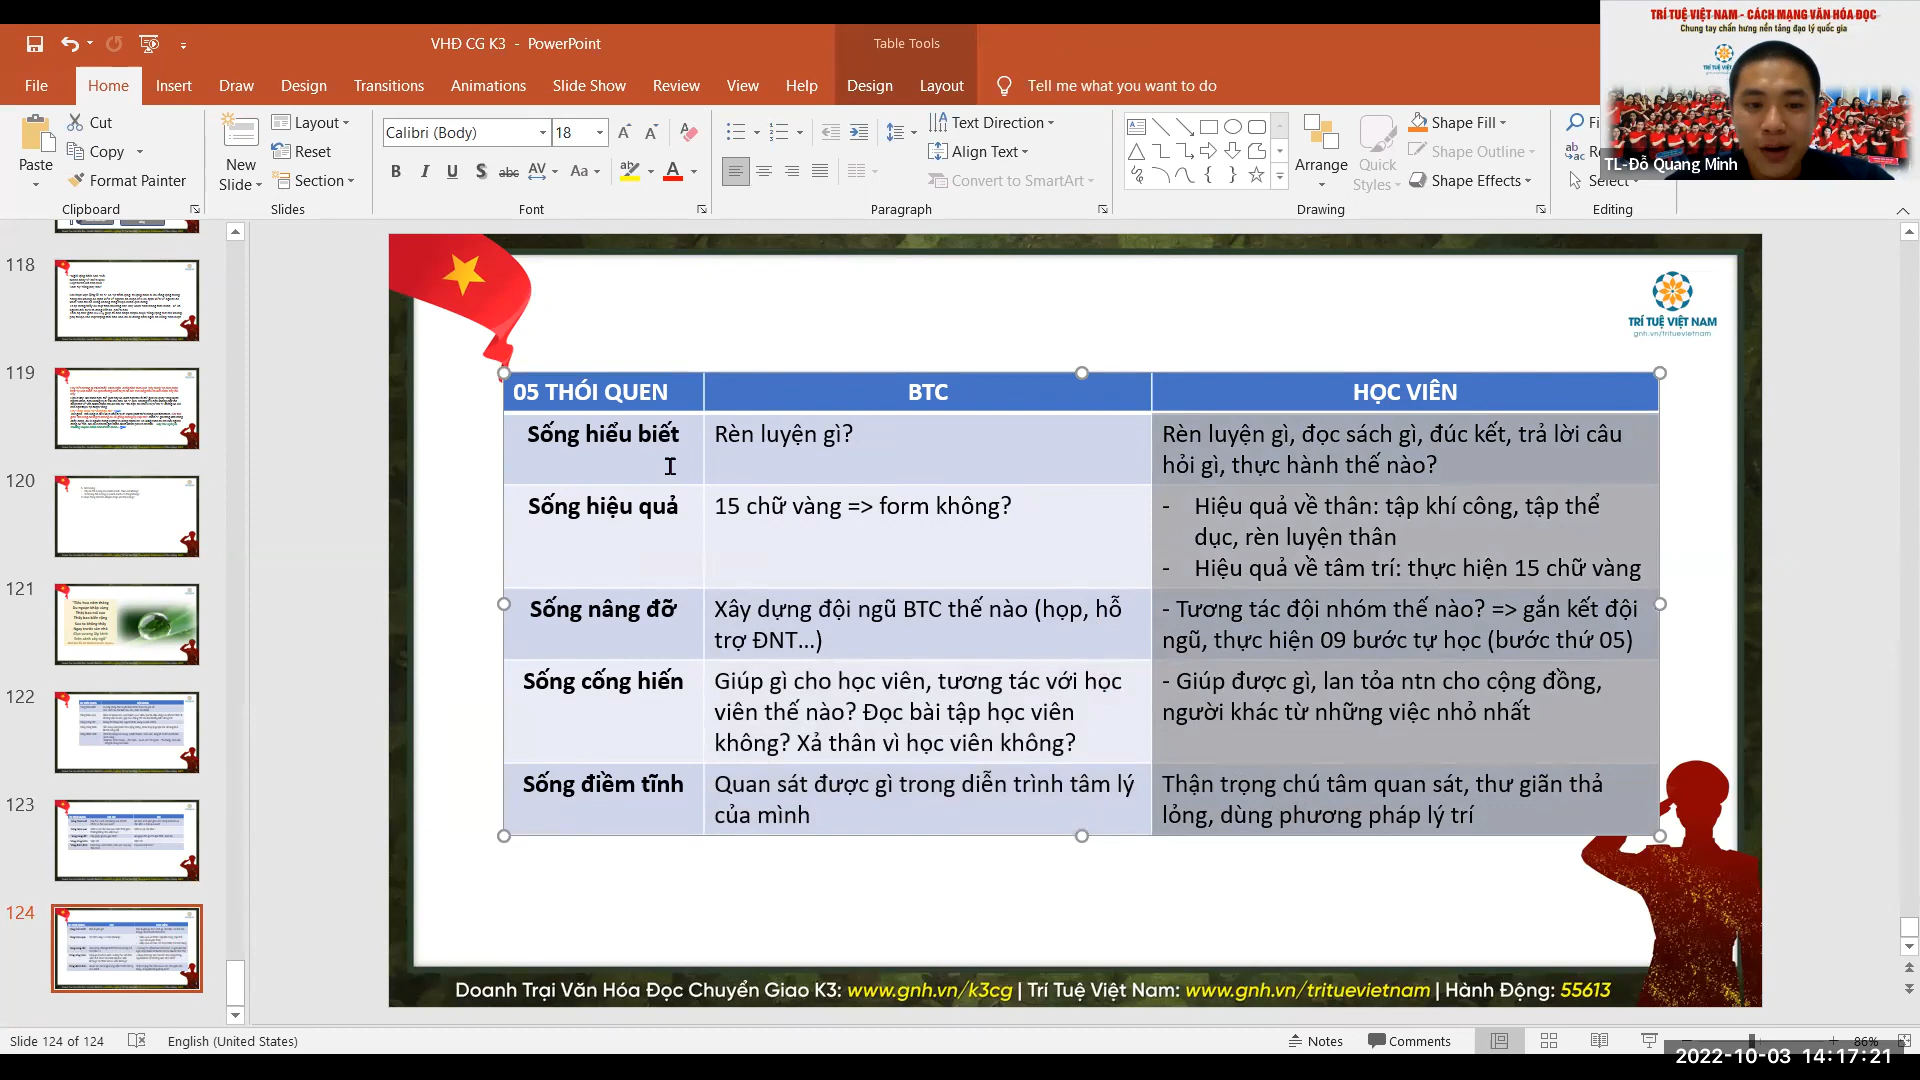 VHĐ CG K3 - PowerPoint
Table Tools
TRÍ TUỆ VIỆT NAM - CÁCH MẠNG VĂN HÓA ĐỌC
Chung tay chấn hưng nền tảng đạo lý quốc gia
TL-Đỗ Quang Minh
File Home Insert Draw Design Transitions Animations Slide Show Review View Help Design Layout Tell me what you want to do
Paste
Cut
Copy
Format Painter
Clipboard
New Slide
Layout
Reset
Section
Slides
Calibri (Body) 18
B I U S abc AV Aa A
Font
Text Direction
Align Text
Convert to SmartArt
Paragraph
Arrange
Quick Styles
Shape Fill
Shape Outline
Shape Effects
Drawing
Select
Editing
118
119
120
121
122
123
124
TRÍ TUỆ VIỆT NAM
gnh.vn/trituevietnam
05 THÓI QUEN BTC HỌC VIÊN
Sống hiểu biết
Rèn luyện gì?
Rèn luyện gì, đọc sách gì, đúc kết, trả lời câu
hỏi gì, thực hành thế nào?
Sống hiệu quả
15 chữ vàng => form không?
- Hiệu quả về thân: tập khí công, tập thể
dục, rèn luyện thân
- Hiệu quả về tâm trí: thực hiện 15 chữ vàng
Sống nâng đỡ
Xây dựng đội ngũ BTC thế nào (họp, hỗ
trợ ĐNT...)
- Tương tác đội nhóm thế nào? => gắn kết đội
ngũ, thực hiện 09 bước tự học (bước thứ 05)
Sống cống hiến
Giúp gì cho học viên, tương tác với học
viên thế nào? Đọc bài tập học viên
không? Xả thân vì học viên không?
- Giúp được gì, lan tỏa ntn cho cộng đồng,
người khác từ những việc nhỏ nhất
Sống điềm tĩnh
Quan sát được gì trong diễn trình tâm lý
của mình
Thận trọng chú tâm quan sát, thư giãn thả
lỏng, dùng phương pháp lý trí
Doanh Trại Văn Hóa Đọc Chuyển Giao K3: www.gnh.vn/k3cg | Trí Tuệ Việt Nam: www.gnh.vn/trituevietnam | Hành Động: 55613
Slide 124 of 124 English (United States) Notes Comments 86%
2022-10-03 14:17:21